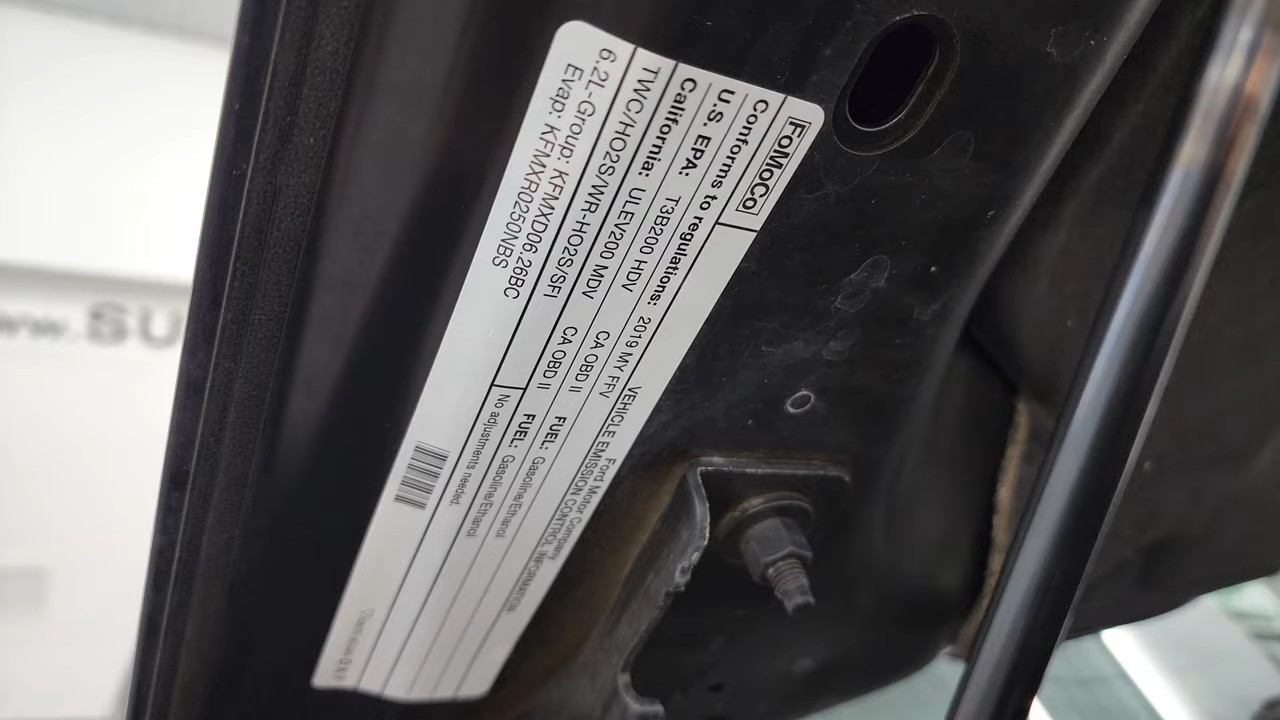 FoMoCo
Ford Motor Company
VEHICLE EMISSION CONTROL INFORMATION
Conforms to regulations: 2019 MY FFV
U.S. EPA: T3B200 HDV CA OBD II FUEL: Gasoline/Ethanol
California: ULEV200 MDV CA OBD II FUEL: Gasoline/Ethanol
TWC/HO2S/WR-HO2S/SFI
No adjustments needed.
6.2L-Group: KFMXD06.26BC
Evap: KFMXR0250NBS
SU